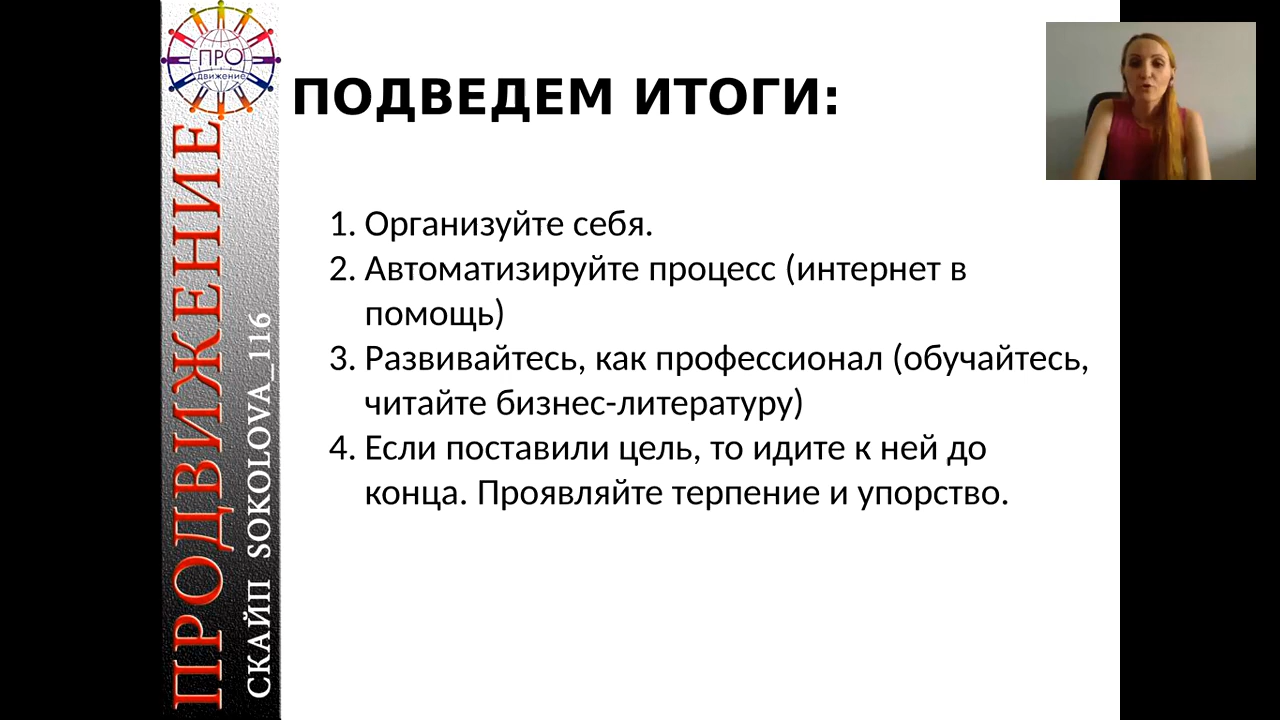 ПРО
движение
ПРОДВИЖЕНИЕ
СКАЙП SOKOLOVA_116
ПОДВЕДЕМ ИТОГИ:
1. Организуйте себя.
2. Автоматизируйте процесс (интернет в
помощь)
3. Развивайтесь, как профессионал (обучайтесь,
читайте бизнес-литературу)
4. Если поставили цель, то идите к ней до
конца. Проявляйте терпение и упорство.